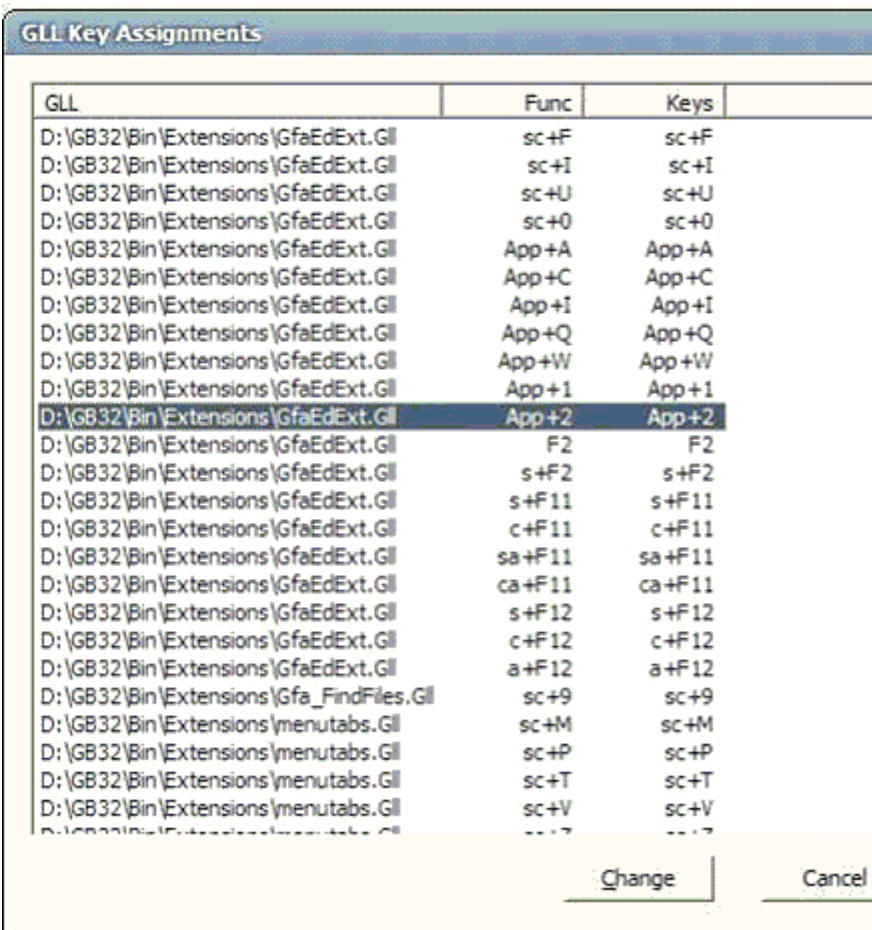 GLL Key Assignments
GLL Func Keys
D:\GB32\Bin\Extensions\GfaEdExt.Gll sc+F sc+F
D:\GB32\Bin\Extensions\GfaEdExt.Gll sc+I sc+I
D:\GB32\Bin\Extensions\GfaEdExt.Gll sc+U sc+U
D:\GB32\Bin\Extensions\GfaEdExt.Gll sc+0 sc+0
D:\GB32\Bin\Extensions\GfaEdExt.Gll App+A App+A
D:\GB32\Bin\Extensions\GfaEdExt.Gll App+C App+C
D:\GB32\Bin\Extensions\GfaEdExt.Gll App+I App+I
D:\GB32\Bin\Extensions\GfaEdExt.Gll App+Q App+Q
D:\GB32\Bin\Extensions\GfaEdExt.Gll App+W App+W
D:\GB32\Bin\Extensions\GfaEdExt.Gll App+1 App+1
D:\GB32\Bin\Extensions\GfaEdExt.Gll App+2 App+2
D:\GB32\Bin\Extensions\GfaEdExt.Gll F2 F2
D:\GB32\Bin\Extensions\GfaEdExt.Gll s+F2 s+F2
D:\GB32\Bin\Extensions\GfaEdExt.Gll s+F11 s+F11
D:\GB32\Bin\Extensions\GfaEdExt.Gll c+F11 c+F11
D:\GB32\Bin\Extensions\GfaEdExt.Gll sa+F11 sa+F11
D:\GB32\Bin\Extensions\GfaEdExt.Gll ca+F11 ca+F11
D:\GB32\Bin\Extensions\GfaEdExt.Gll s+F12 s+F12
D:\GB32\Bin\Extensions\GfaEdExt.Gll c+F12 c+F12
D:\GB32\Bin\Extensions\GfaEdExt.Gll a+F12 a+F12
D:\GB32\Bin\Extensions\Gfa_FindFiles.Gll sc+9 sc+9
D:\GB32\Bin\Extensions\menutabs.Gll sc+M sc+M
D:\GB32\Bin\Extensions\menutabs.Gll sc+P sc+P
D:\GB32\Bin\Extensions\menutabs.Gll sc+T sc+T
D:\GB32\Bin\Extensions\menutabs.Gll sc+V sc+V
Change Cancel